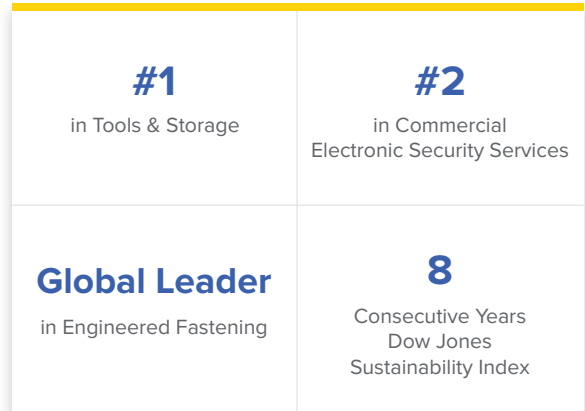 #1
in Tools & Storage
#2
in Commercial
Electronic Security Services
Global Leader
in Engineered Fastening
8
Consecutive Years
Dow Jones
Sustainability Index